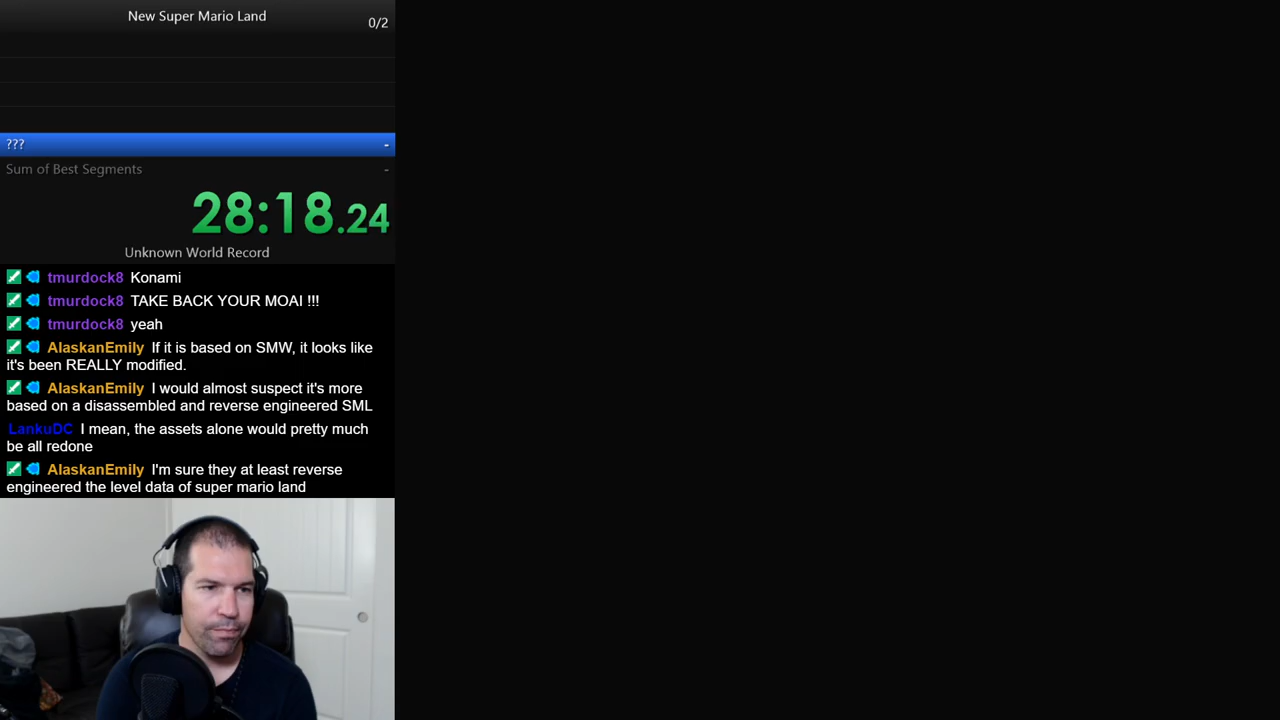 New Super Mario Land
0/2
??? -
Sum of Best Segments -
28:18.24
Unknown World Record
tmurdock8 Konami
tmurdock8 TAKE BACK YOUR MOAI !!!
tmurdock8 yeah
AlaskanEmily If it is based on SMW, it looks like
it's been REALLY modified.
AlaskanEmily I would almost suspect it's more
based on a disassembled and reverse engineered SML
LankuDC I mean, the assets alone would pretty much
be all redone
AlaskanEmily I'm sure they at least reverse
engineered the level data of super mario land